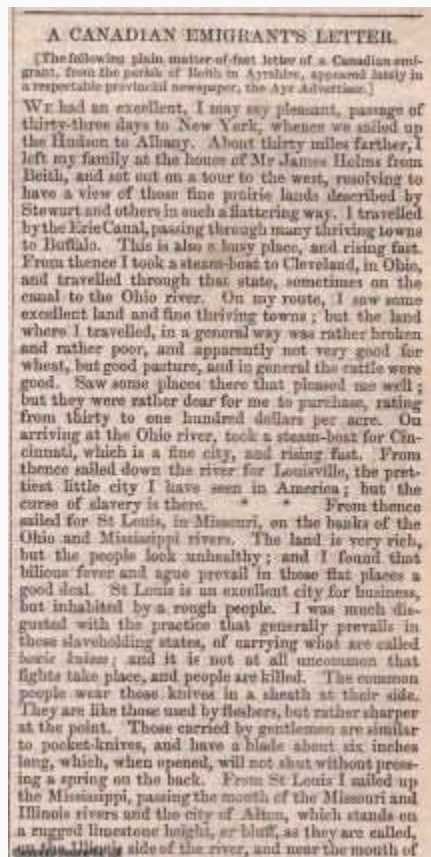 A CANADIAN EMIGRANT'S LETTER.
[The following plain matter-of-fact letter of a Canadian emi-
grant, from the parish of Beith in Ayrshire, appeared lately in
a respectable provincial newspaper, the Ayr Advertiser.]
WE had an excellent, I may say pleasant, passage of
thirty-three days to New York, whence we sailed up
the Hudson to Albany. About thirty miles farther, I
left my family at the house of Mr James Holms from
Beith, and set out on a tour to the west, resolving to
have a view of those fine prairie lands described by
Stewart and others in such a flattering way. I travelled
by the Erie Canal, passing through many thriving towns
to Buffalo. This is also a busy place, and rising fast.
From thence I took a steam-boat to Cleveland, in Ohio,
and travelled through that state, sometimes on the
canal to the Ohio river. On my route, I saw some
excellent land and fine thriving towns; but the land
where I travelled, in a general way was rather broken
and rather poor, and apparently not very good for
wheat, but good pasture, and in general the cattle were
good. Saw some places there that pleased me well;
but they were rather dear for me to purchase, rating
from thirty to one hundred dollars per acre. On
arriving at the Ohio river, took a steam-boat for Cin-
cinnati, which is a fine city, and rising fast. From
thence sailed down the river for Louisville, the pret-
tiest little city I have seen in America; but the
curse of slavery is there. * * From thence
sailed for St Louis, in Missouri, on the banks of the
Ohio and Mississippi rivers. The land is very rich,
but the people look unhealthy; and I found that
bilious fever and ague prevail in those flat places a
good deal. St Louis is an excellent city for business,
but inhabited by a rough people. I was much dis-
gusted with the practice that generally prevails in
these slaveholding states, of carrying what are called
bowie knives; and it is not at all uncommon that
fights take place, and people are killed. The common
people wear those knives in a sheath at their side.
They are like those used by fleshers, but rather sharper
at the point. Those carried by gentlemen are similar
to pocket-knives, and have a blade about six inches
long, which, when opened, will not shut without press-
ing a spring on the back. From St Louis I sailed up
the Mississippi, passing the mouth of the Missouri and
Illinois rivers and the city of Alton, which stands on
a rugged limestone height, or bluff, as they are called,
on the Illinois side of the river, and near the mouth of